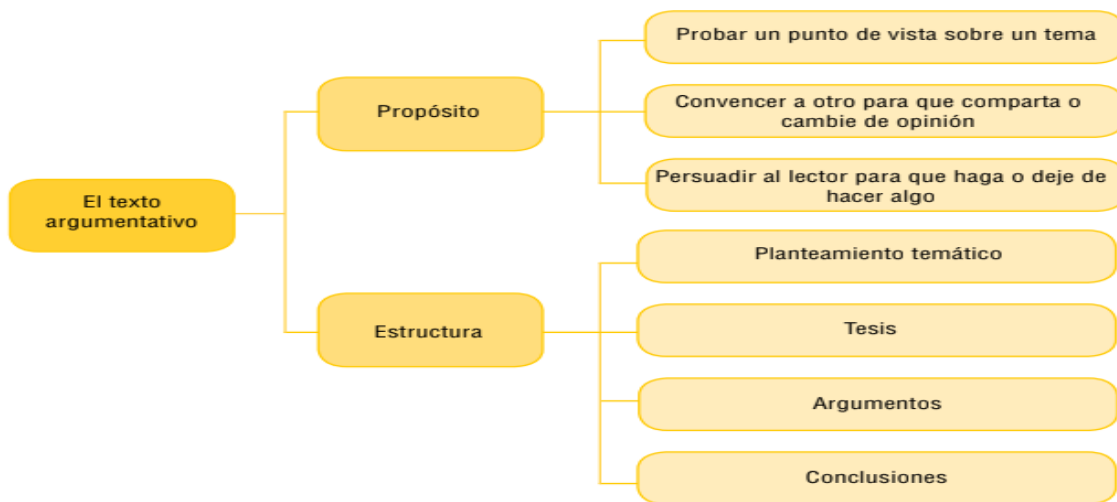 El texto
argumentativo
Propósito
Probar un punto de vista sobre un tema
Convencer a otro para que comparta o
cambie de opinión
Persuadir al lector para que haga o deje de
hacer algo
Estructura
Planteamiento temático
Tesis
Argumentos
Conclusiones